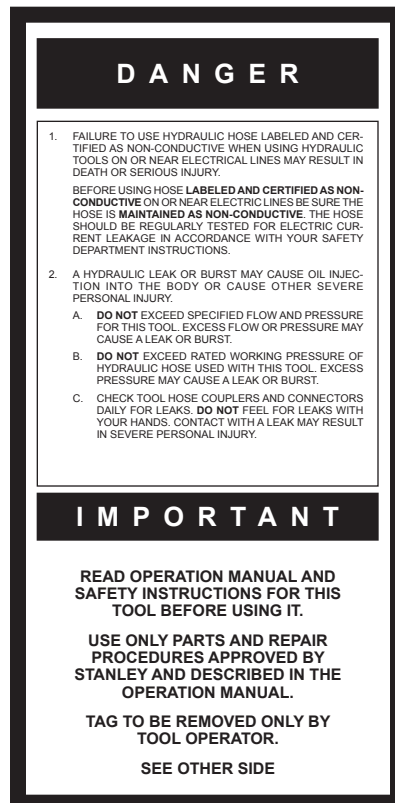 DANGER
1. FAILURE TO USE HYDRAULIC HOSE LABELED AND CER-
TIFIED AS NON-CONDUCTIVE WHEN USING HYDRAULIC
TOOLS ON OR NEAR ELECTRICAL LINES MAY RESULT IN
DEATH OR SERIOUS INJURY.
BEFORE USING HOSE LABELED AND CERTIFIED AS NON-
CONDUCTIVE ON OR NEAR ELECTRIC LINES BE SURE THE
HOSE IS MAINTAINED AS NON-CONDUCTIVE. THE HOSE
SHOULD BE REGULARLY TESTED FOR ELECTRIC CUR-
RENT LEAKAGE IN ACCORDANCE WITH YOUR SAFETY
DEPARTMENT INSTRUCTIONS.
2. A HYDRAULIC LEAK OR BURST MAY CAUSE OIL INJEC-
TION INTO THE BODY OR CAUSE OTHER SEVERE
PERSONAL INJURY.
A. DO NOT EXCEED SPECIFIED FLOW AND PRESSURE
FOR THIS TOOL. EXCESS FLOW OR PRESSURE MAY
CAUSE A LEAK OR BURST.
B. DO NOT EXCEED RATED WORKING PRESSURE OF
HYDRAULIC HOSE USED WITH THIS TOOL. EXCESS
PRESSURE MAY CAUSE A LEAK OR BURST.
C. CHECK TOOL HOSE COUPLERS AND CONNECTORS
DAILY FOR LEAKS. DO NOT FEEL FOR LEAKS WITH
YOUR HANDS. CONTACT WITH A LEAK MAY RESULT
IN SEVERE PERSONAL INJURY.
IMPORTANT
READ OPERATION MANUAL AND
SAFETY INSTRUCTIONS FOR THIS
TOOL BEFORE USING IT.
USE ONLY PARTS AND REPAIR
PROCEDURES APPROVED BY
STANLEY AND DESCRIBED IN THE
OPERATION MANUAL.
TAG TO BE REMOVED ONLY BY
TOOL OPERATOR.
SEE OTHER SIDE